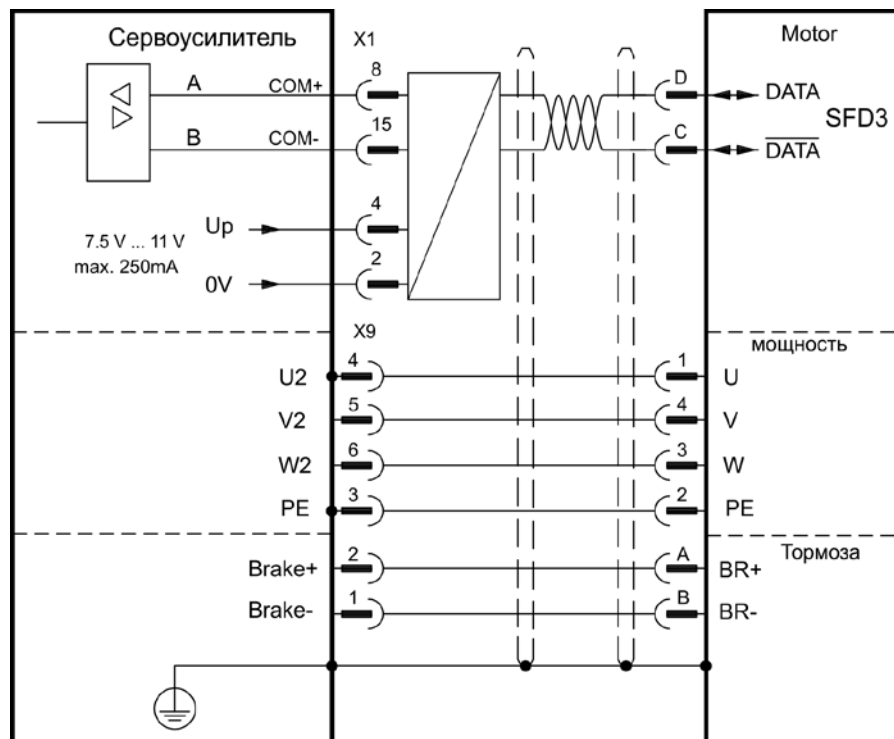 Сервоусилитель X1 Motor
A COM+ 8 D DATA
SFD3
B COM- 15 C DATA
Up 4
7.5 V ... 11 V
max. 250mA
0V 2
X9 мощность
U2 4 1 U
V2 5 4 V
W2 6 3 W
PE 3 2 PE
Тормоза
Brake+ 2 A BR+
Brake- 1 B BR-